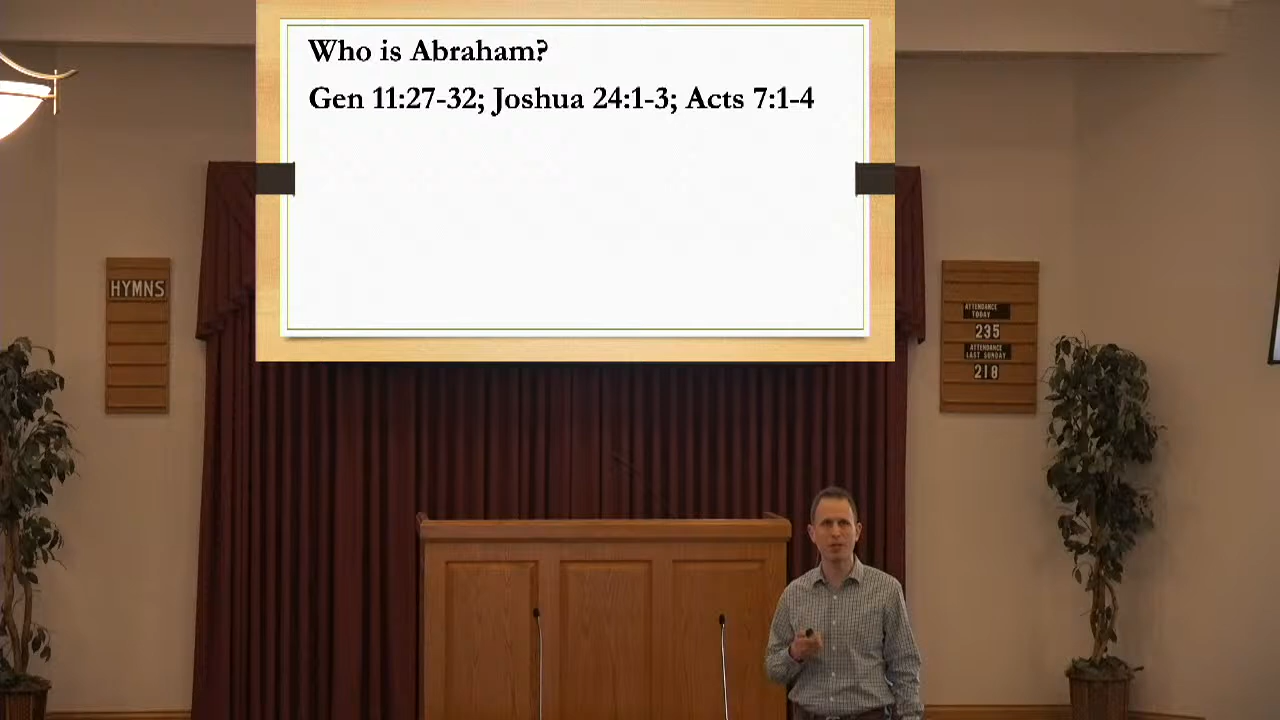 Who is Abraham?
Gen 11:27-32; Joshua 24:1-3; Acts 7:1-4
HYMNS
ATTENDANCE
TODAY
235
ATTENDANCE
LAST SUNDAY
218